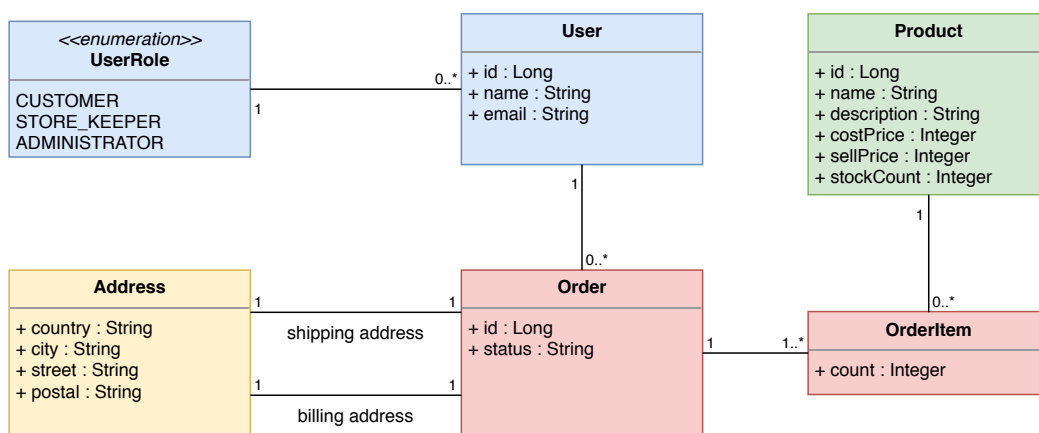 <<enumeration>>
UserRole
CUSTOMER
STORE_KEEPER
ADMINISTRATOR
1
0..*
User
+ id : Long
+ name : String
+ email : String
1
0..*
Product
+ id : Long
+ name : String
+ description : String
+ costPrice : Integer
+ sellPrice : Integer
+ stockCount : Integer
1
0..*
Address
+ country : String
+ city : String
+ street : String
+ postal : String
1
1
shipping address
1
1
billing address
Order
+ id : Long
+ status : String
1
1..*
OrderItem
+ count : Integer